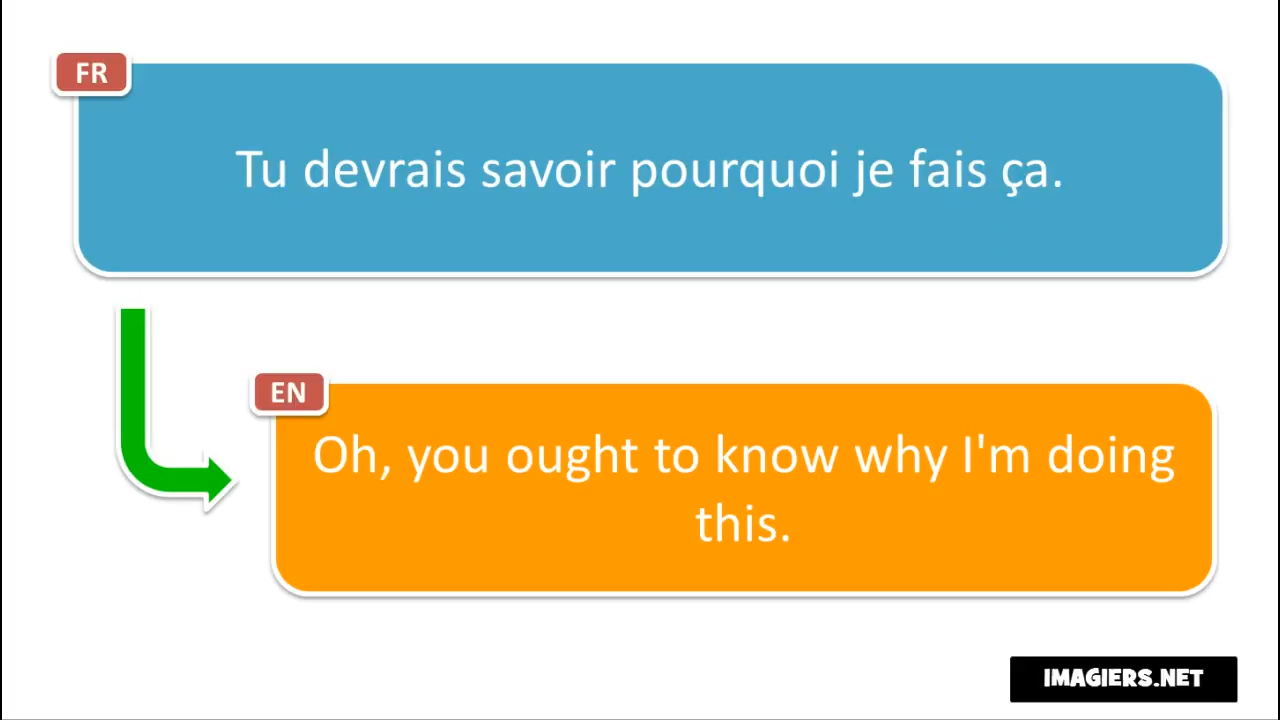 FR
Tu devrais savoir pourquoi je fais ça.
EN
Oh, you ought to know why I'm doing
this.
IMAGIERS.NET